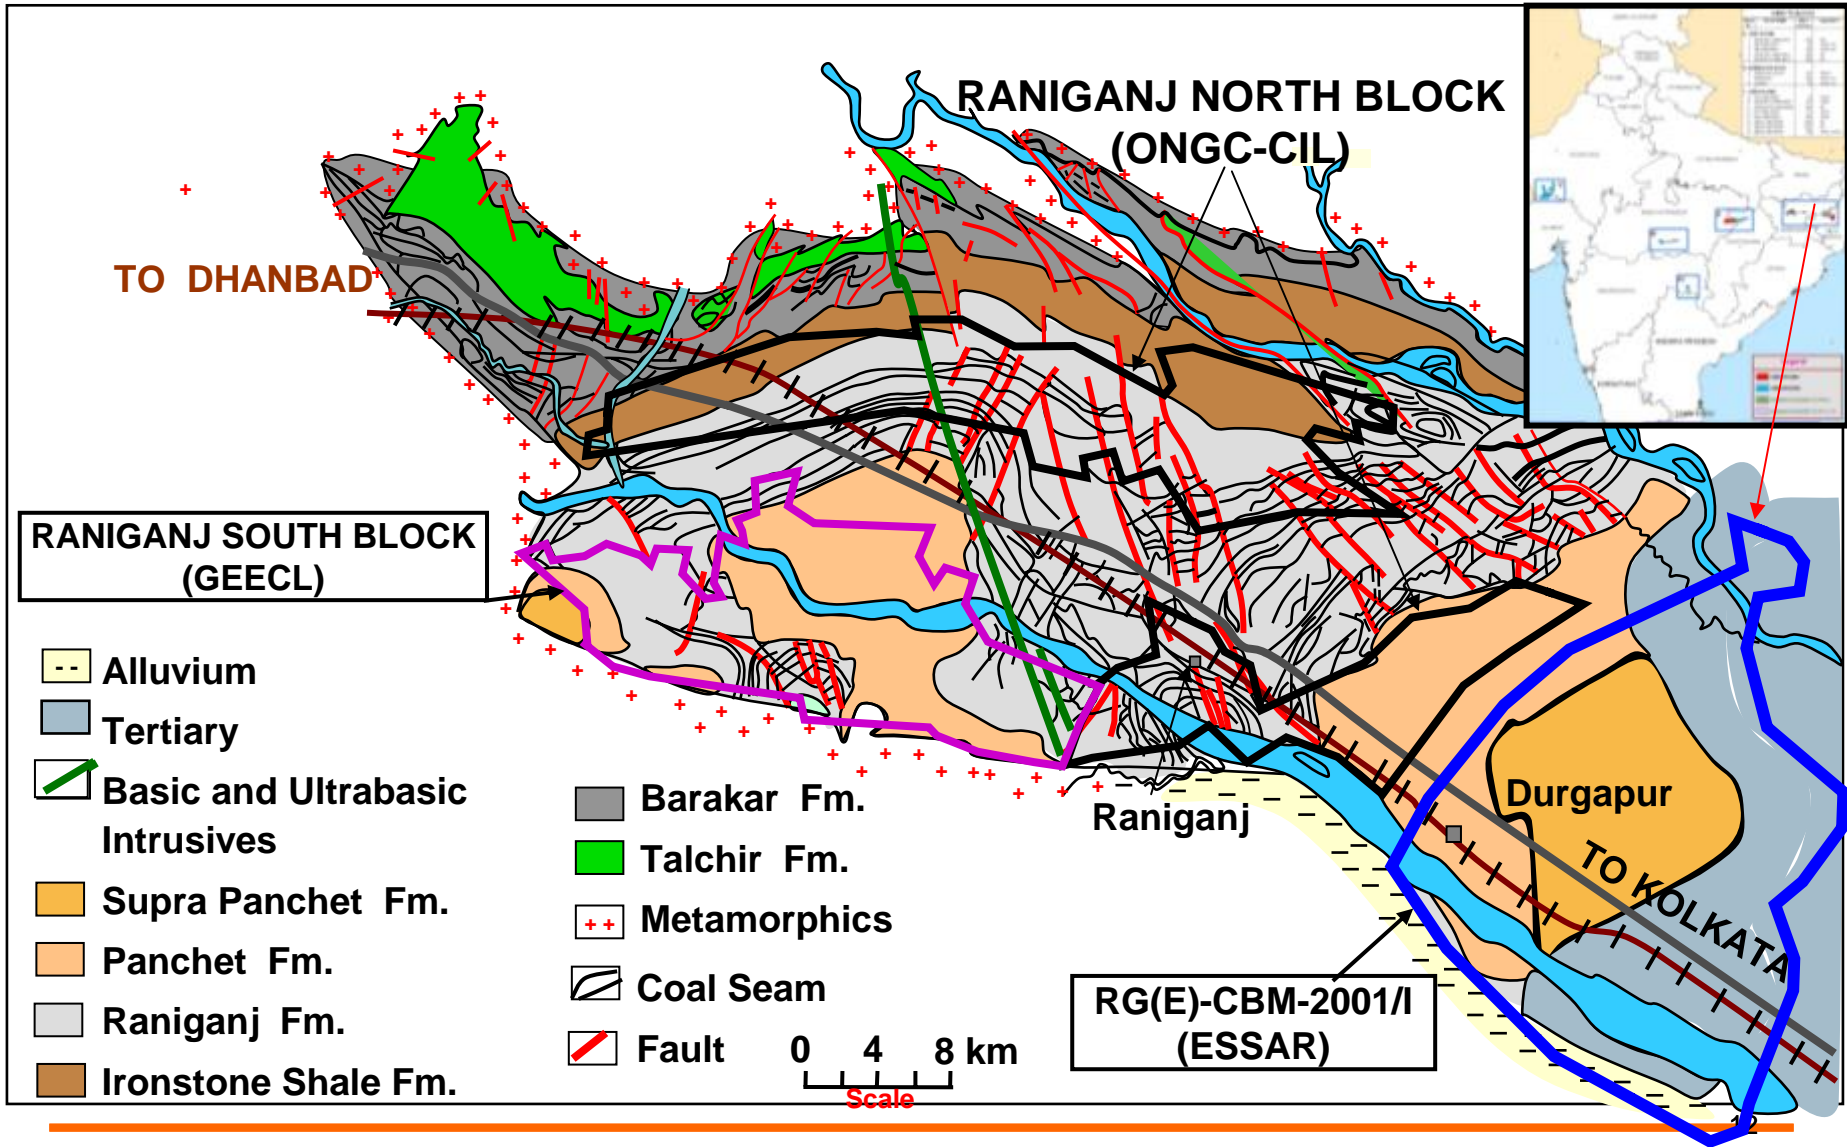 RANIGANJ NORTH BLOCK
(ONGC-CIL)
TO DHANBAD
RANIGANJ SOUTH BLOCK
(GEECL)
-- Alluvium
Tertiary
Basic and Ultrabasic
Intrusives
Supra Panchet Fm.
Panchet Fm.
Raniganj Fm.
Ironstone Shale Fm.
Barakar Fm.
Talchir Fm.
++ Metamorphics
Coal Seam
Fault
0 4 8 km
Scale
Raniganj
Durgapur
TO KOLKATA
RG(E)-CBM-2001/I
(ESSAR)
12